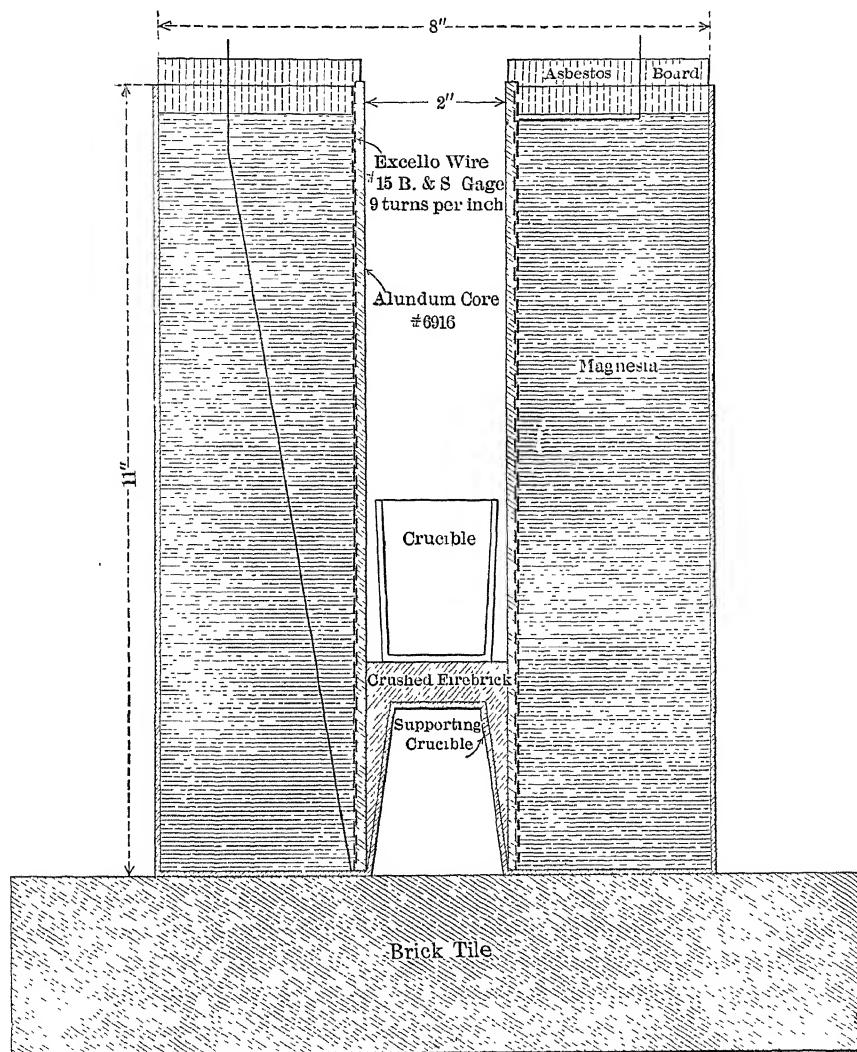 8"
Asbestos Board
2"
Excello Wire
#15 B. & S Gage
9 turns per inch
Alundum Core
#6916
Magnesia
11"
Crucible
Crushed Firebrick
Supporting
Crucible
Brick Tile